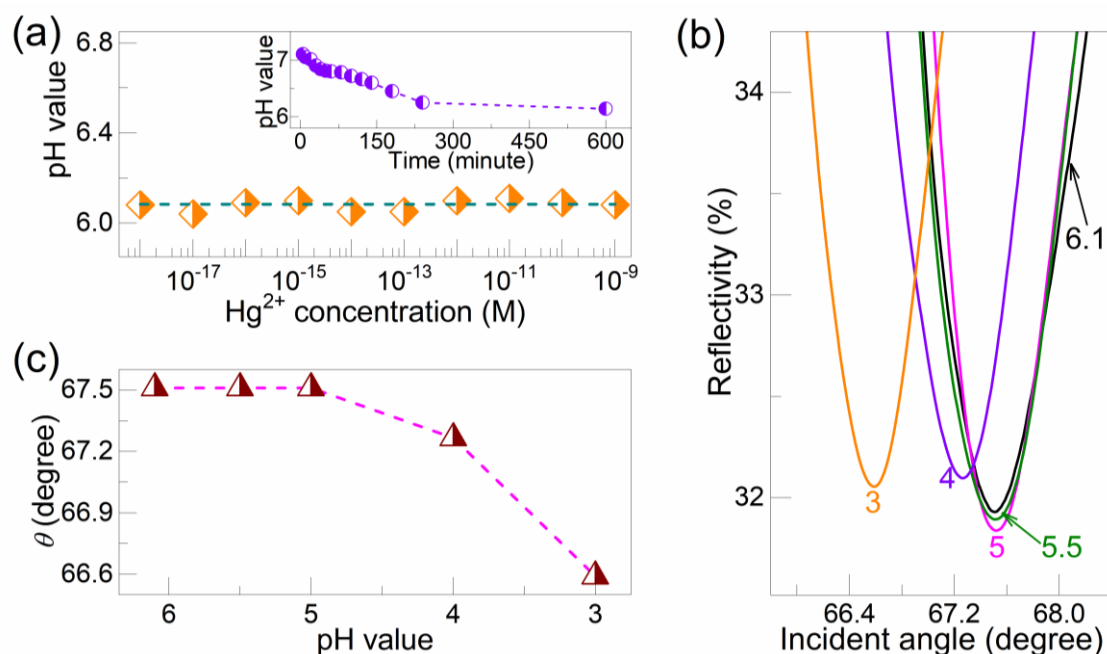 (a)
6.8
6.4
6.0
pH value
7
6
pH value
0 150 300 450 600
Time (minute)
10⁻¹⁷ 10⁻¹⁵ 10⁻¹³ 10⁻¹¹ 10⁻⁹
Hg²⁺ concentration (M)
(b)
34
33
32
Reflectivity (%)
6.1
3
4
5
5.5
66.4 67.2 68.0
Incident angle (degree)
(c)
67.5
67.2
66.9
66.6
θ (degree)
6 5 4 3
pH value